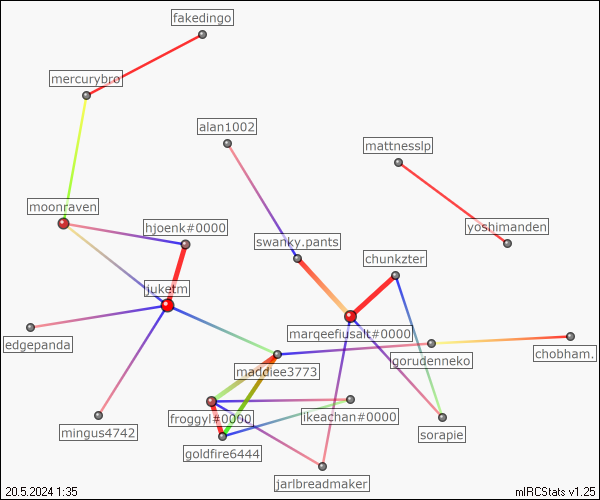 fakedingo
mercurybro
alan1002
mattnesslp
moonraven
hjoenk#0000
yoshimanden
swanky.pants
chunkzter
juketm
marqeefiusalt#0000
edgepanda
gorudenneko
chobham.
maddiee3773
froggyl#0000
likeachan#0000
mingus4742
sorapie
goldfire6444
jarlbreadmaker
20.5.2024 1:35
mIRCStats v1.25